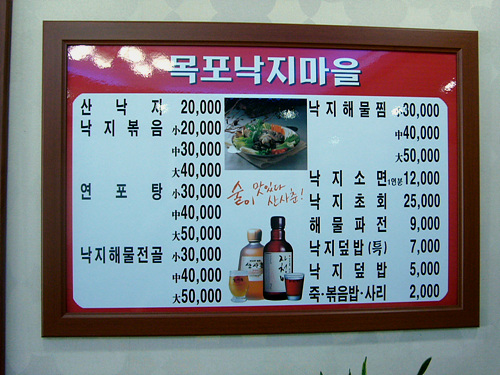 목포낙지마을
산 낙 지 20,000
낙 지 볶 음 小20,000
中30,000
大40,000
연 포 탕 小30,000
中40,000
大50,000
낙지해물전골 小30,000
中40,000
大50,000
술이 맛있다
산사춘!
산사춘
낙지해물찜 小30,000
中40,000
大50,000
낙 지 소 면 1인분12,000
낙 지 초 회 25,000
해 물 파 전 9,000
낙지덮밥(특) 7,000
낙 지 덮 밥 5,000
죽·볶음밥·사리 2,000